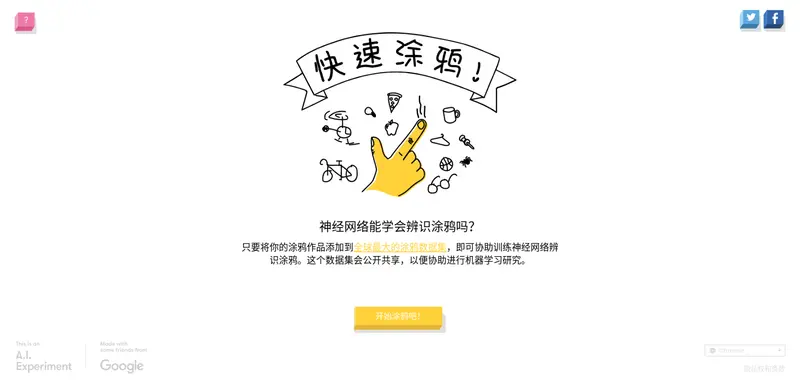 ?
快速涂鸦!
神经网络能学会辨识涂鸦吗?
只要将你的涂鸦作品添加到全球最大的涂鸦数据集，即可协助训练神经网络辨
识涂鸦。这个数据集会公开共享，以便协助进行机器学习研究。
开始涂鸦吧!
This is an
A.I.
Experiment
Made with
some friends from
Google